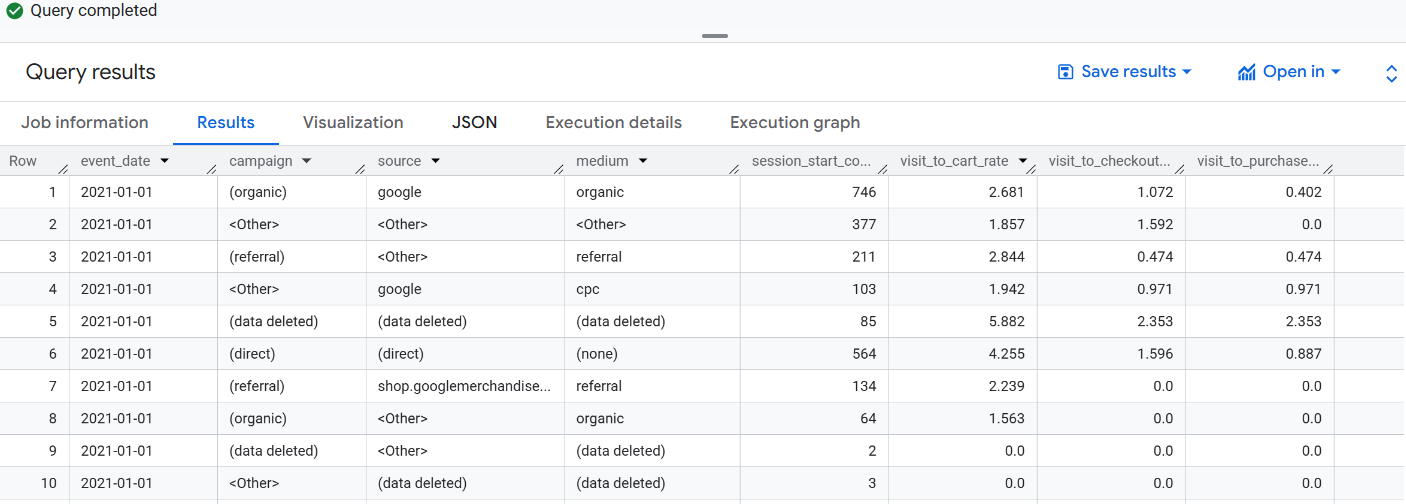 Query completed
Query results Save results Open in
Job information Results Visualization JSON Execution details Execution graph
Row event_date campaign source medium session_start_co... visit_to_cart_rate visit_to_checkout... visit_to_purchase...
1 2021-01-01 (organic) google organic 746 2.681 1.072 0.402
2 2021-01-01 <Other> <Other> <Other> 377 1.857 1.592 0.0
3 2021-01-01 (referral) <Other> referral 211 2.844 0.474 0.474
4 2021-01-01 <Other> google cpc 103 1.942 0.971 0.971
5 2021-01-01 (data deleted) (data deleted) (data deleted) 85 5.882 2.353 2.353
6 2021-01-01 (direct) (direct) (none) 564 4.255 1.596 0.887
7 2021-01-01 (referral) shop.googlemerchandise... referral 134 2.239 0.0 0.0
8 2021-01-01 (organic) <Other> organic 64 1.563 0.0 0.0
9 2021-01-01 (data deleted) <Other> (data deleted) 2 0.0 0.0 0.0
10 2021-01-01 <Other> (data deleted) (data deleted) 3 0.0 0.0 0.0